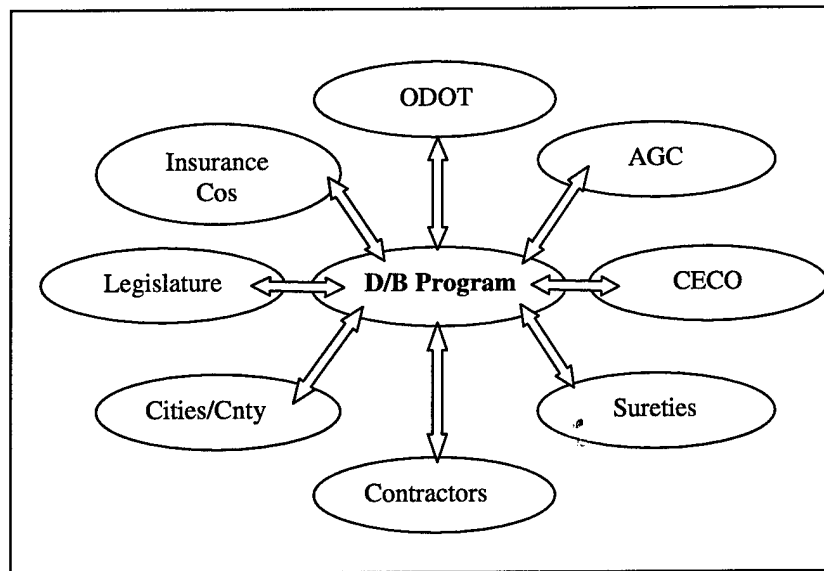 ODOT
Insurance
Cos
AGC
Legislature
D/B Program
CECO
Cities/Cnty
Sureties
Contractors